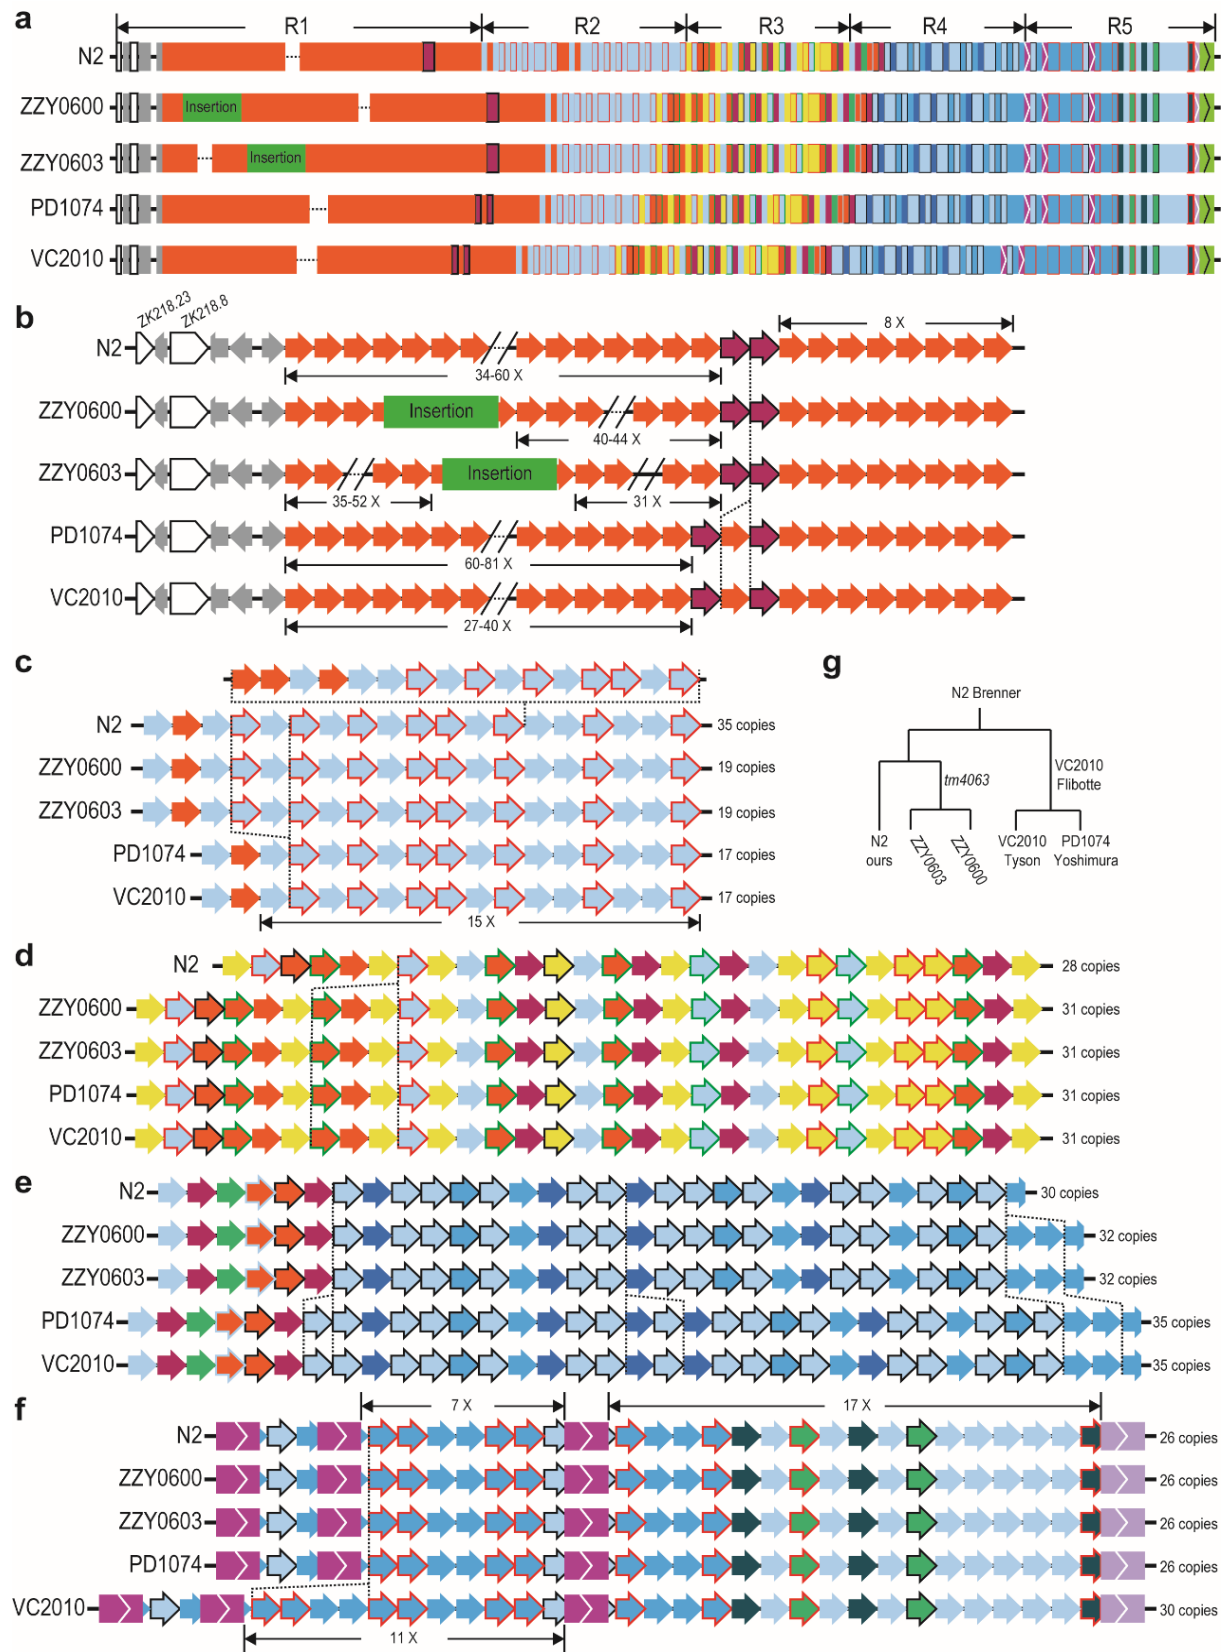 a
R1 R2 R3 R4 R5
N2
ZZY0600
Insertion
ZZY0603
Insertion
PD1074
VC2010
b
ZK218.23
ZK218.8
N2
8 X
34-60 X
ZZY0600
Insertion
40-44 X
ZZY0603
Insertion
35-52 X
31 X
PD1074
60-81 X
VC2010
27-40 X
c
N2
35 copies
ZZY0600
19 copies
ZZY0603
19 copies
PD1074
17 copies
VC2010
17 copies
15 X
g
N2 Brenner
tm4063
VC2010
Flibotte
N2
ours
ZZY0603
ZZY0600
VC2010
Tyson
PD1074
Yoshimura
d
N2
28 copies
ZZY0600
31 copies
ZZY0603
31 copies
PD1074
31 copies
VC2010
31 copies
e
N2
30 copies
ZZY0600
32 copies
ZZY0603
32 copies
PD1074
35 copies
VC2010
35 copies
f
7 X
17 X
N2
26 copies
ZZY0600
26 copies
ZZY0603
26 copies
PD1074
26 copies
VC2010
30 copies
11 X